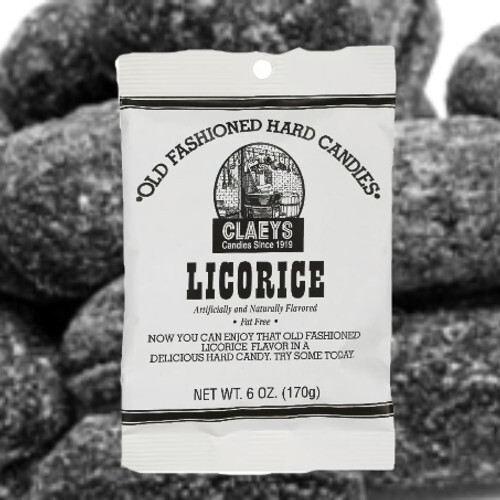 •OLD FASHIONED HARD CANDIES•
CLAEYS
Candies Since 1919
LICORICE
Artificially and Naturally Flavored
• Fat Free •
NOW YOU CAN ENJOY THAT OLD FASHIONED
LICORICE FLAVOR IN A
DELICIOUS HARD CANDY. TRY SOME TODAY.
NET WT. 6 OZ. (170g)